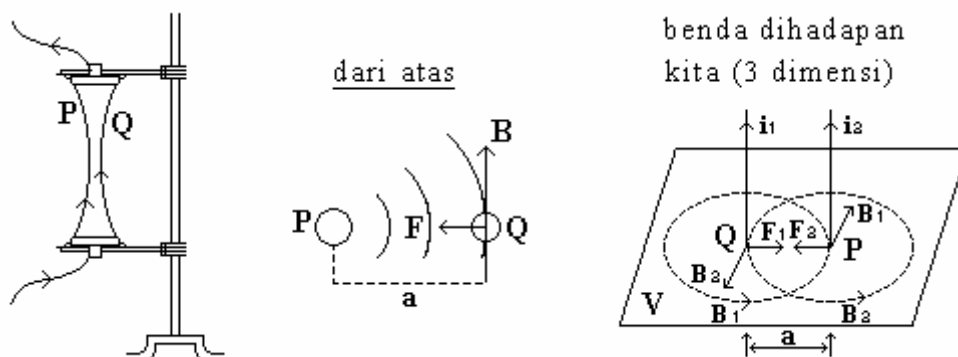 P
Q
dari atas
P
F
B
Q
a
benda dihadapan
kita (3 dimensi)
i₁
i₂
Q
F₁
F₂
B₁
P
B₂
V
B₁
B₂
a